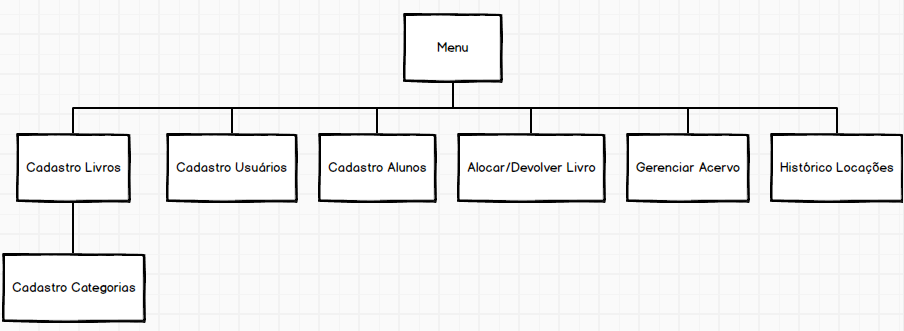 Menu
Cadastro Livros
Cadastro Usuários
Cadastro Alunos
Alocar/Devolver Livro
Gerenciar Acervo
Histórico Locações
Cadastro Categorias